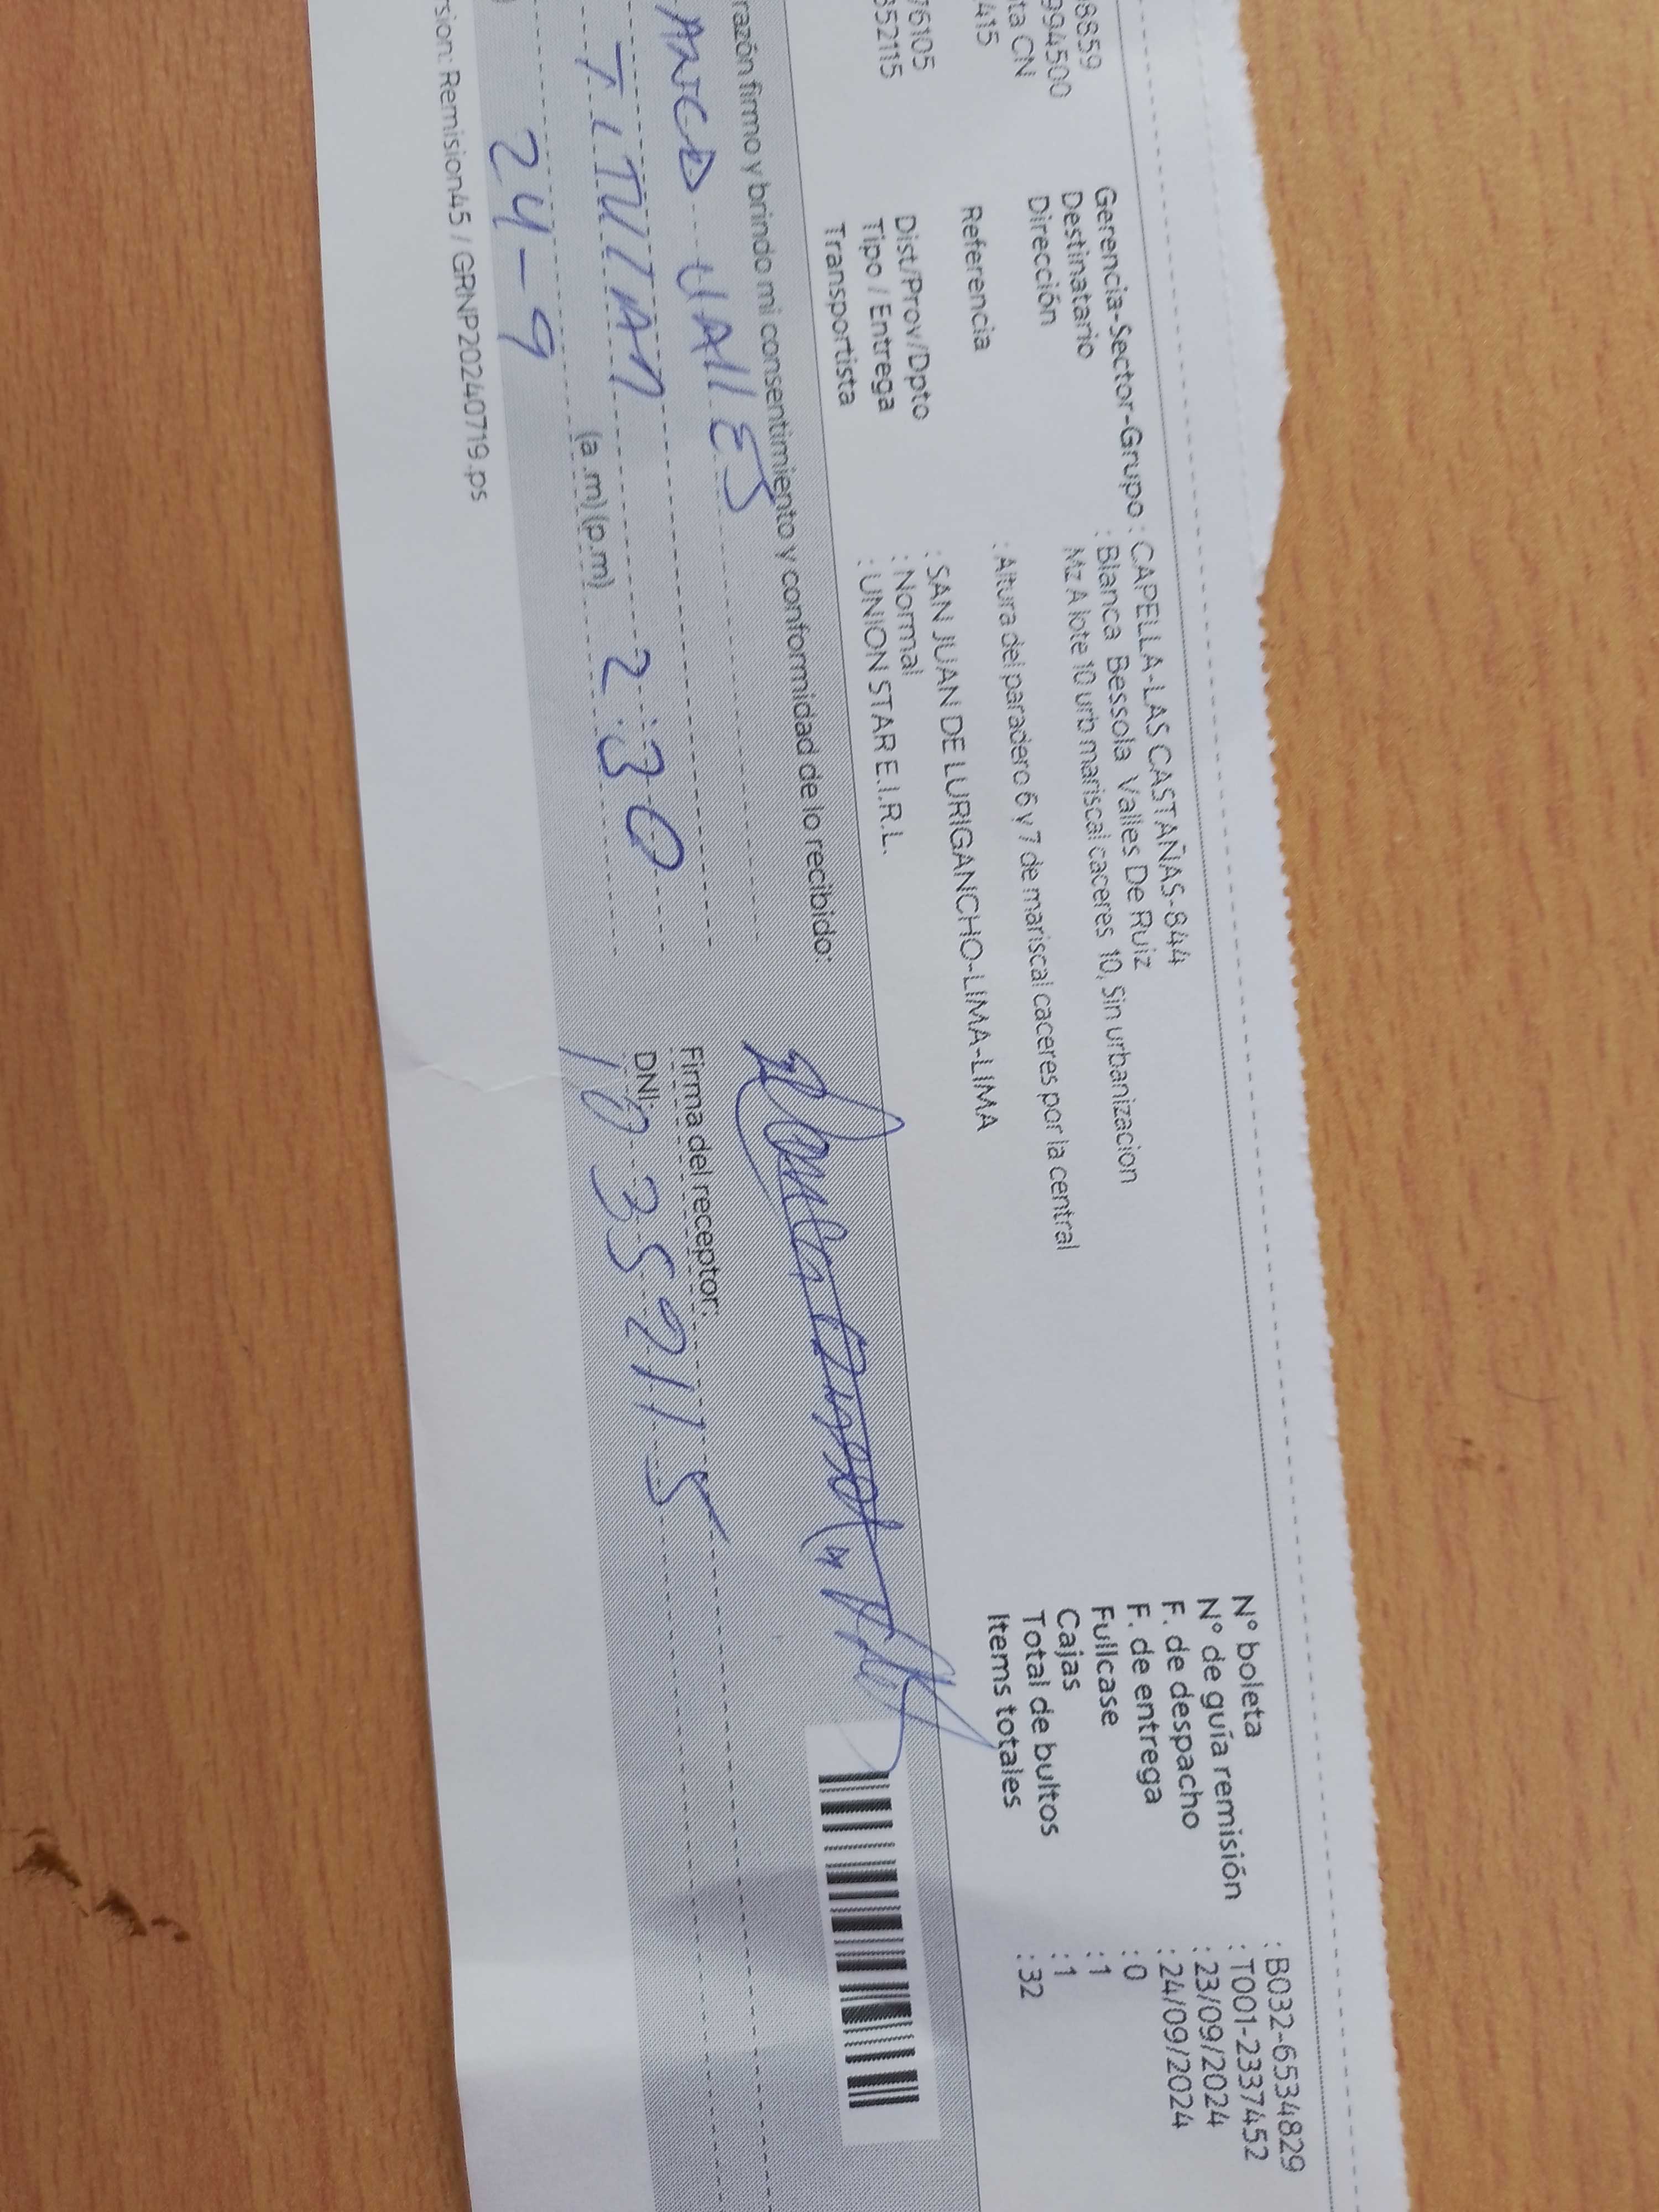 Gerencia-Sector-Grupo : CAPELLA-LAS CASTAÑAS-844
Destinatario : Blanca Bessola Valles De Ruiz
Dirección Mz A lote 10 urb mariscal caceres 10, Sin urbanizacion
Referencia : Altura del paradero 6 y 7 de mariscal caceres por la central
Dist/Prov/Dpto : SAN JUAN DE LURIGANCHO-LIMA-LIMA
Tipo / Entrega : Normal
Transportista : UNION STAR E.I.R.L.
8859
994500
ta CN
415
76105
352115
N° boleta : B032-6534829
N° de guía remisión : T001-2337452
F. de despacho : 23/09/2024
F. de entrega : 24/09/2024
Fullcase : 0
Cajas : 1
Total de bultos : 1
Items totales : 32
razón firmo y brindo mi consentimiento y conformidad de lo recibido:
VAllES
TiTUlAR
2 30
(a.m) (p.m)
24-9
Firma del receptor:
DNI: 10352115
sion: Remision45 / GRNP20240719.ps